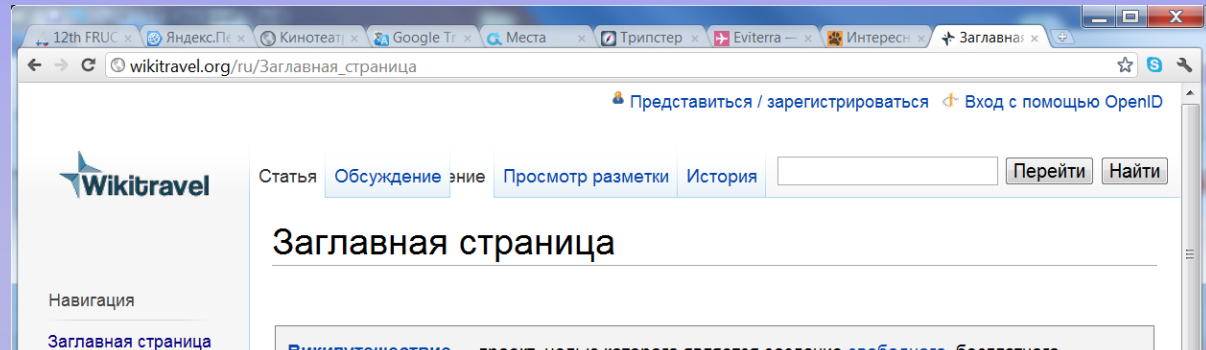 12th FRUC Яндекс.Пе Кинотеат Google Tr Места Трипстер Eviterra — Интересн Заглавная
wikitravel.org/ru/Заглавная_страница
Представиться / зарегистрироваться Вход с помощью OpenID
Wikitravel
Статья Обсуждение ение Просмотр разметки История Перейти Найти
Заглавная страница
Навигация
Заглавная страница